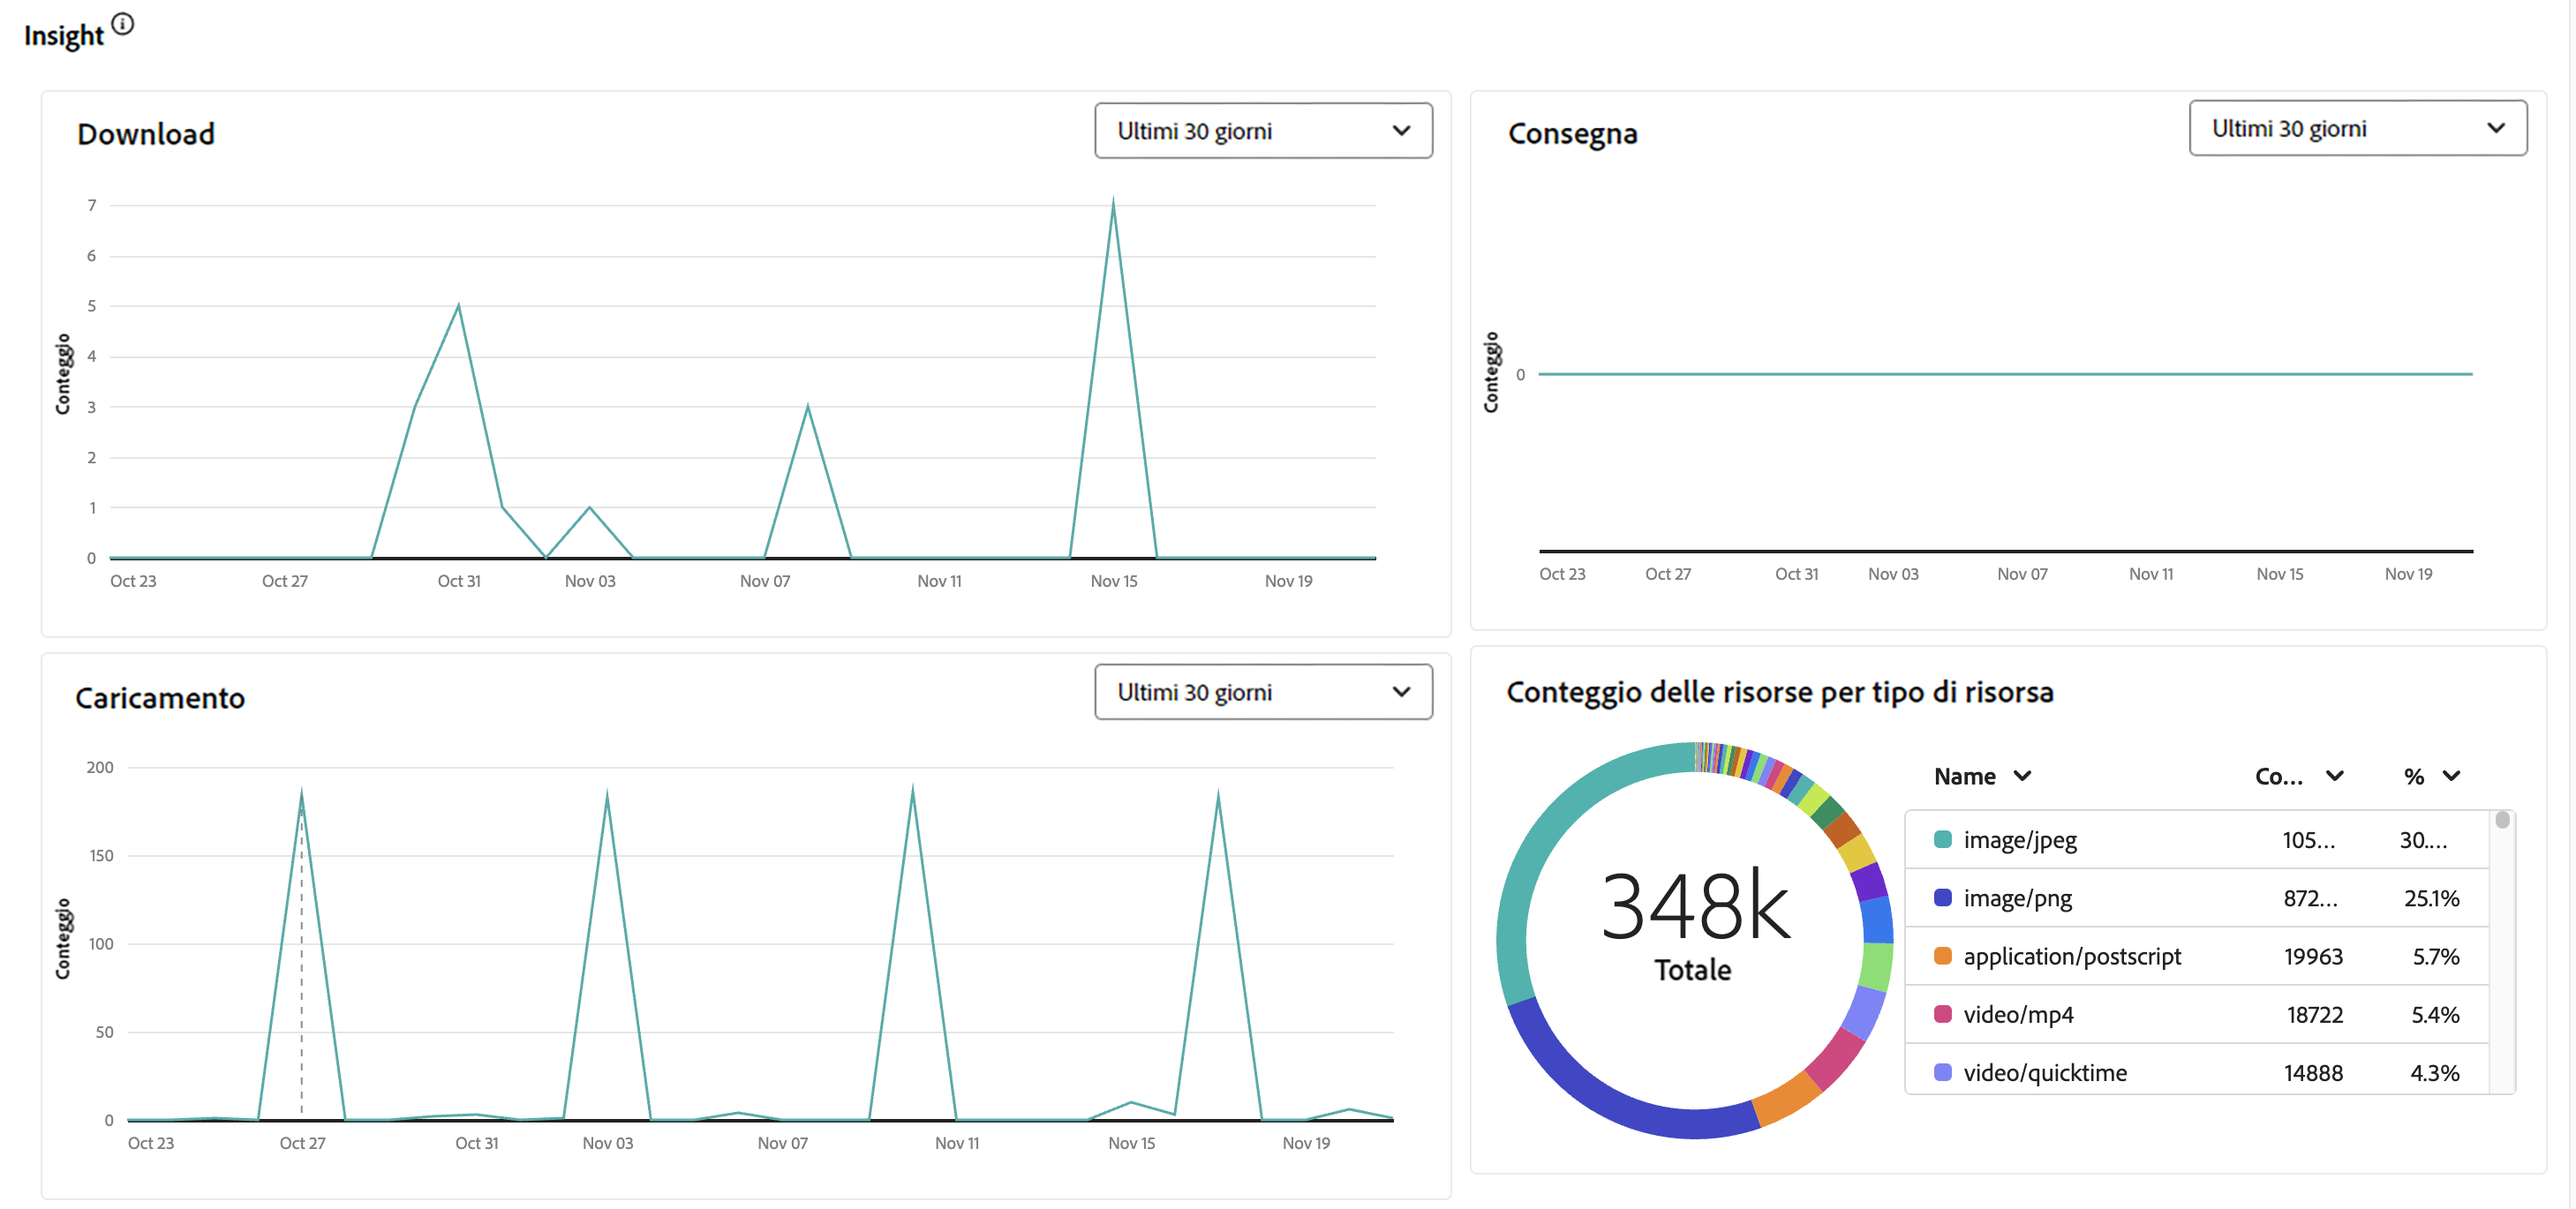 Insight
Download
Ultimi 30 giorni
Conteggio
7
6
5
4
3
2
1
0
Oct 23 Oct 27 Oct 31 Nov 03 Nov 07 Nov 11 Nov 15 Nov 19
Consegna
Ultimi 30 giorni
Conteggio
0
Oct 23 Oct 27 Oct 31 Nov 03 Nov 07 Nov 11 Nov 15 Nov 19
Caricamento
Ultimi 30 giorni
Conteggio
200
150
100
50
0
Oct 23 Oct 27 Oct 31 Nov 03 Nov 07 Nov 11 Nov 15 Nov 19
Conteggio delle risorse per tipo di risorsa
348k
Totale
Name Co... %
image/jpeg 105... 30....
image/png 872... 25.1%
application/postscript 19963 5.7%
video/mp4 18722 5.4%
video/quicktime 14888 4.3%